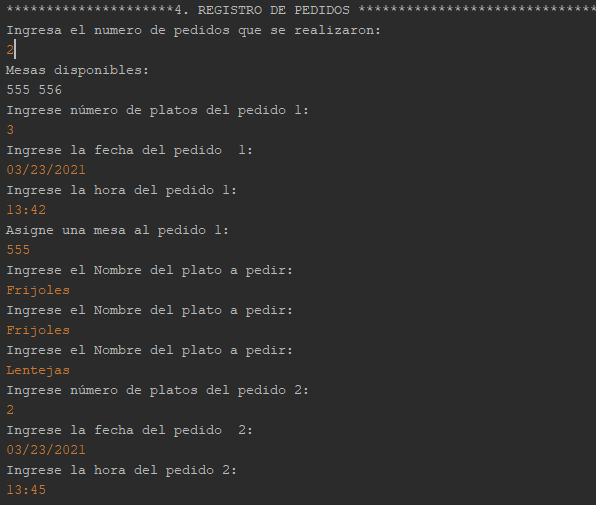 *********************4. REGISTRO DE PEDIDOS ******************************
Ingresa el numero de pedidos que se realizaron:
2
Mesas disponibles:
555 556
Ingrese número de platos del pedido 1:
3
Ingrese la fecha del pedido  1:
03/23/2021
Ingrese la hora del pedido 1:
13:42
Asigne una mesa al pedido 1:
555
Ingrese el Nombre del plato a pedir:
Frijoles
Ingrese el Nombre del plato a pedir:
Frijoles
Ingrese el Nombre del plato a pedir:
Lentejas
Ingrese número de platos del pedido 2:
2
Ingrese la fecha del pedido  2:
03/23/2021
Ingrese la hora del pedido 2:
13:45